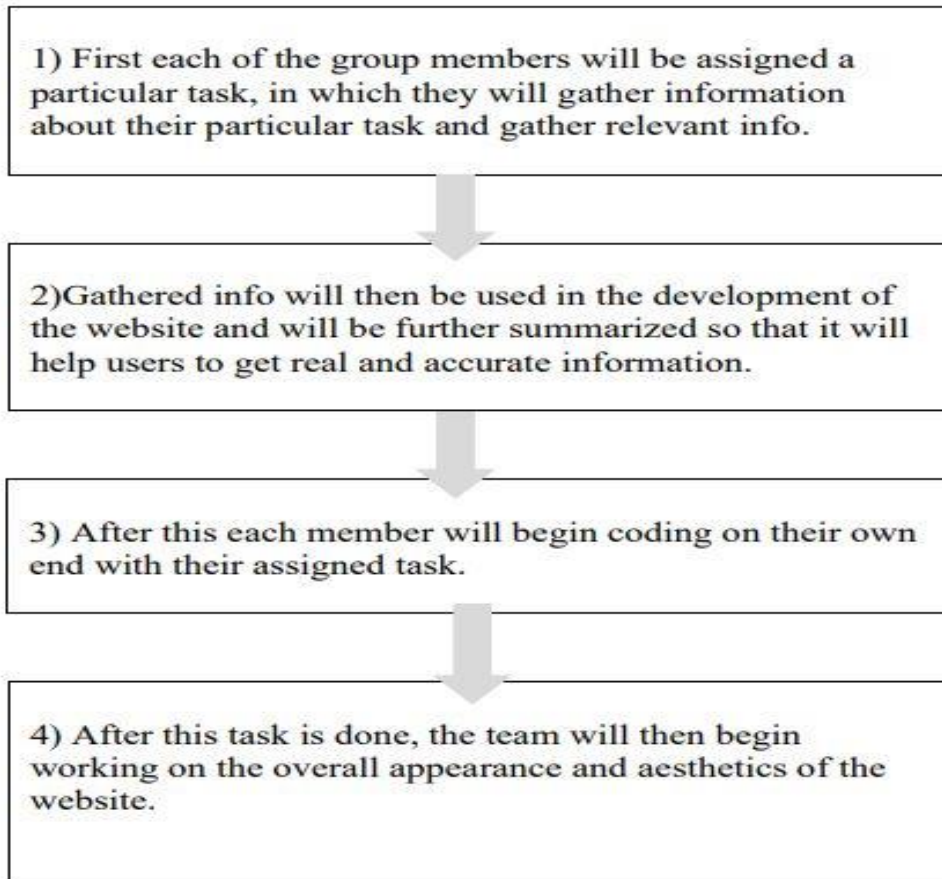 1) First each of the group members will be assigned a
particular task, in which they will gather information
about their particular task and gather relevant info.
2)Gathered info will then be used in the development of
the website and will be further summarized so that it will
help users to get real and accurate information.
3) After this each member will begin coding on their own
end with their assigned task.
4) After this task is done, the team will then begin
working on the overall appearance and aesthetics of the
website.